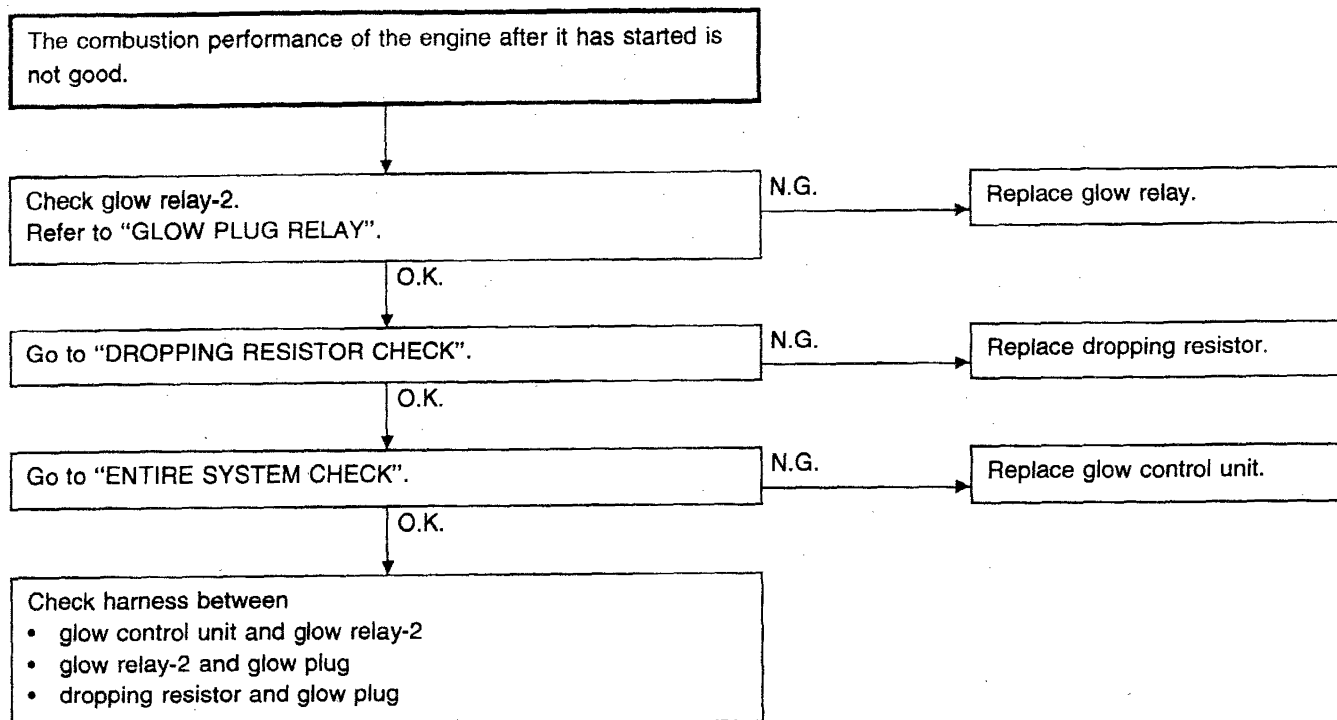 The combustion performance of the engine after it has started is
not good.
Check glow relay-2.
Refer to “GLOW PLUG RELAY”.
N.G.
Replace glow relay.
O.K.
Go to “DROPPING RESISTOR CHECK”.
N.G.
Replace dropping resistor.
O.K.
Go to “ENTIRE SYSTEM CHECK”.
N.G.
Replace glow control unit.
O.K.
Check harness between
• glow control unit and glow relay-2
• glow relay-2 and glow plug
• dropping resistor and glow plug